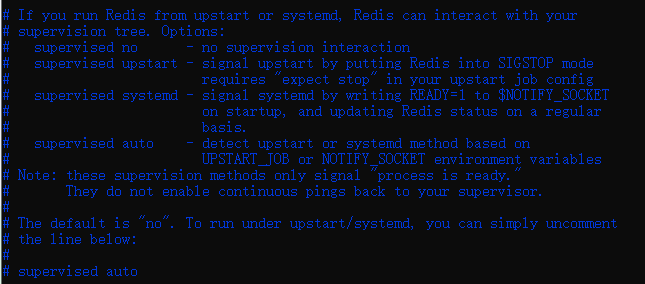 # If you run Redis from upstart or systemd, Redis can interact with your
# supervision tree. Options:
#   supervised no      - no supervision interaction
#   supervised upstart - signal upstart by putting Redis into SIGSTOP mode
#                        requires "expect stop" in your upstart job config
#   supervised systemd - signal systemd by writing READY=1 to $NOTIFY_SOCKET
#                        on startup, and updating Redis status on a regular
#                        basis.
#   supervised auto    - detect upstart or systemd method based on
#                        UPSTART_JOB or NOTIFY_SOCKET environment variables
# Note: these supervision methods only signal "process is ready."
#       They do not enable continuous pings back to your supervisor.
#
# The default is "no". To run under upstart/systemd, you can simply uncomment
# the line below:
#
# supervised auto